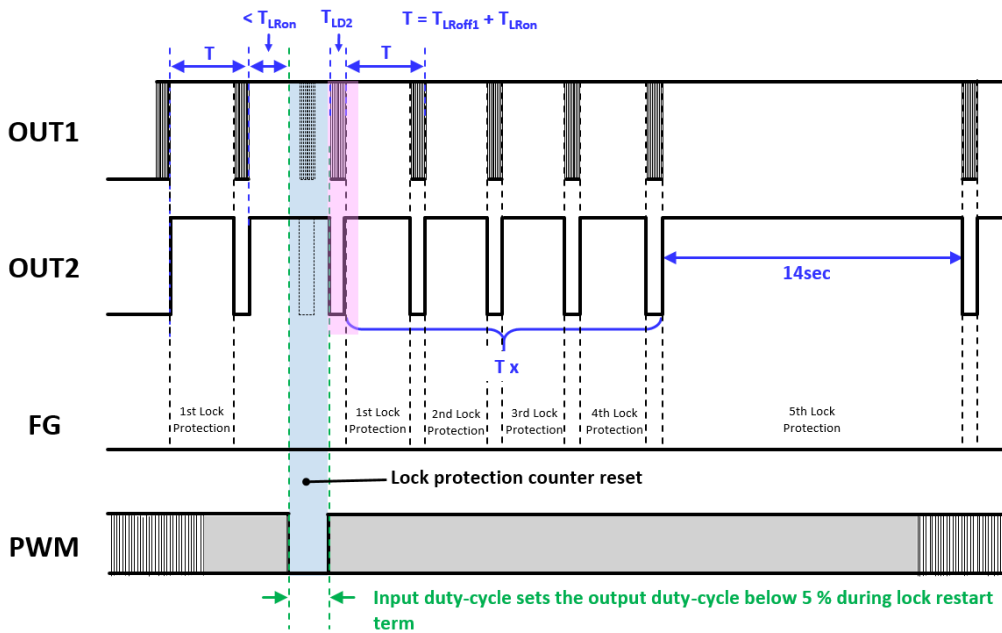 < TLRon
TLD2
T = TLRoff1 + TLRon
T
T
OUT1
OUT2
14sec
T x
FG
1st Lock
Protection
1st Lock
Protection
2nd Lock
Protection
3rd Lock
Protection
4th Lock
Protection
5th Lock
Protection
Lock protection counter reset
PWM
Input duty-cycle sets the output duty-cycle below 5 % during lock restart
term